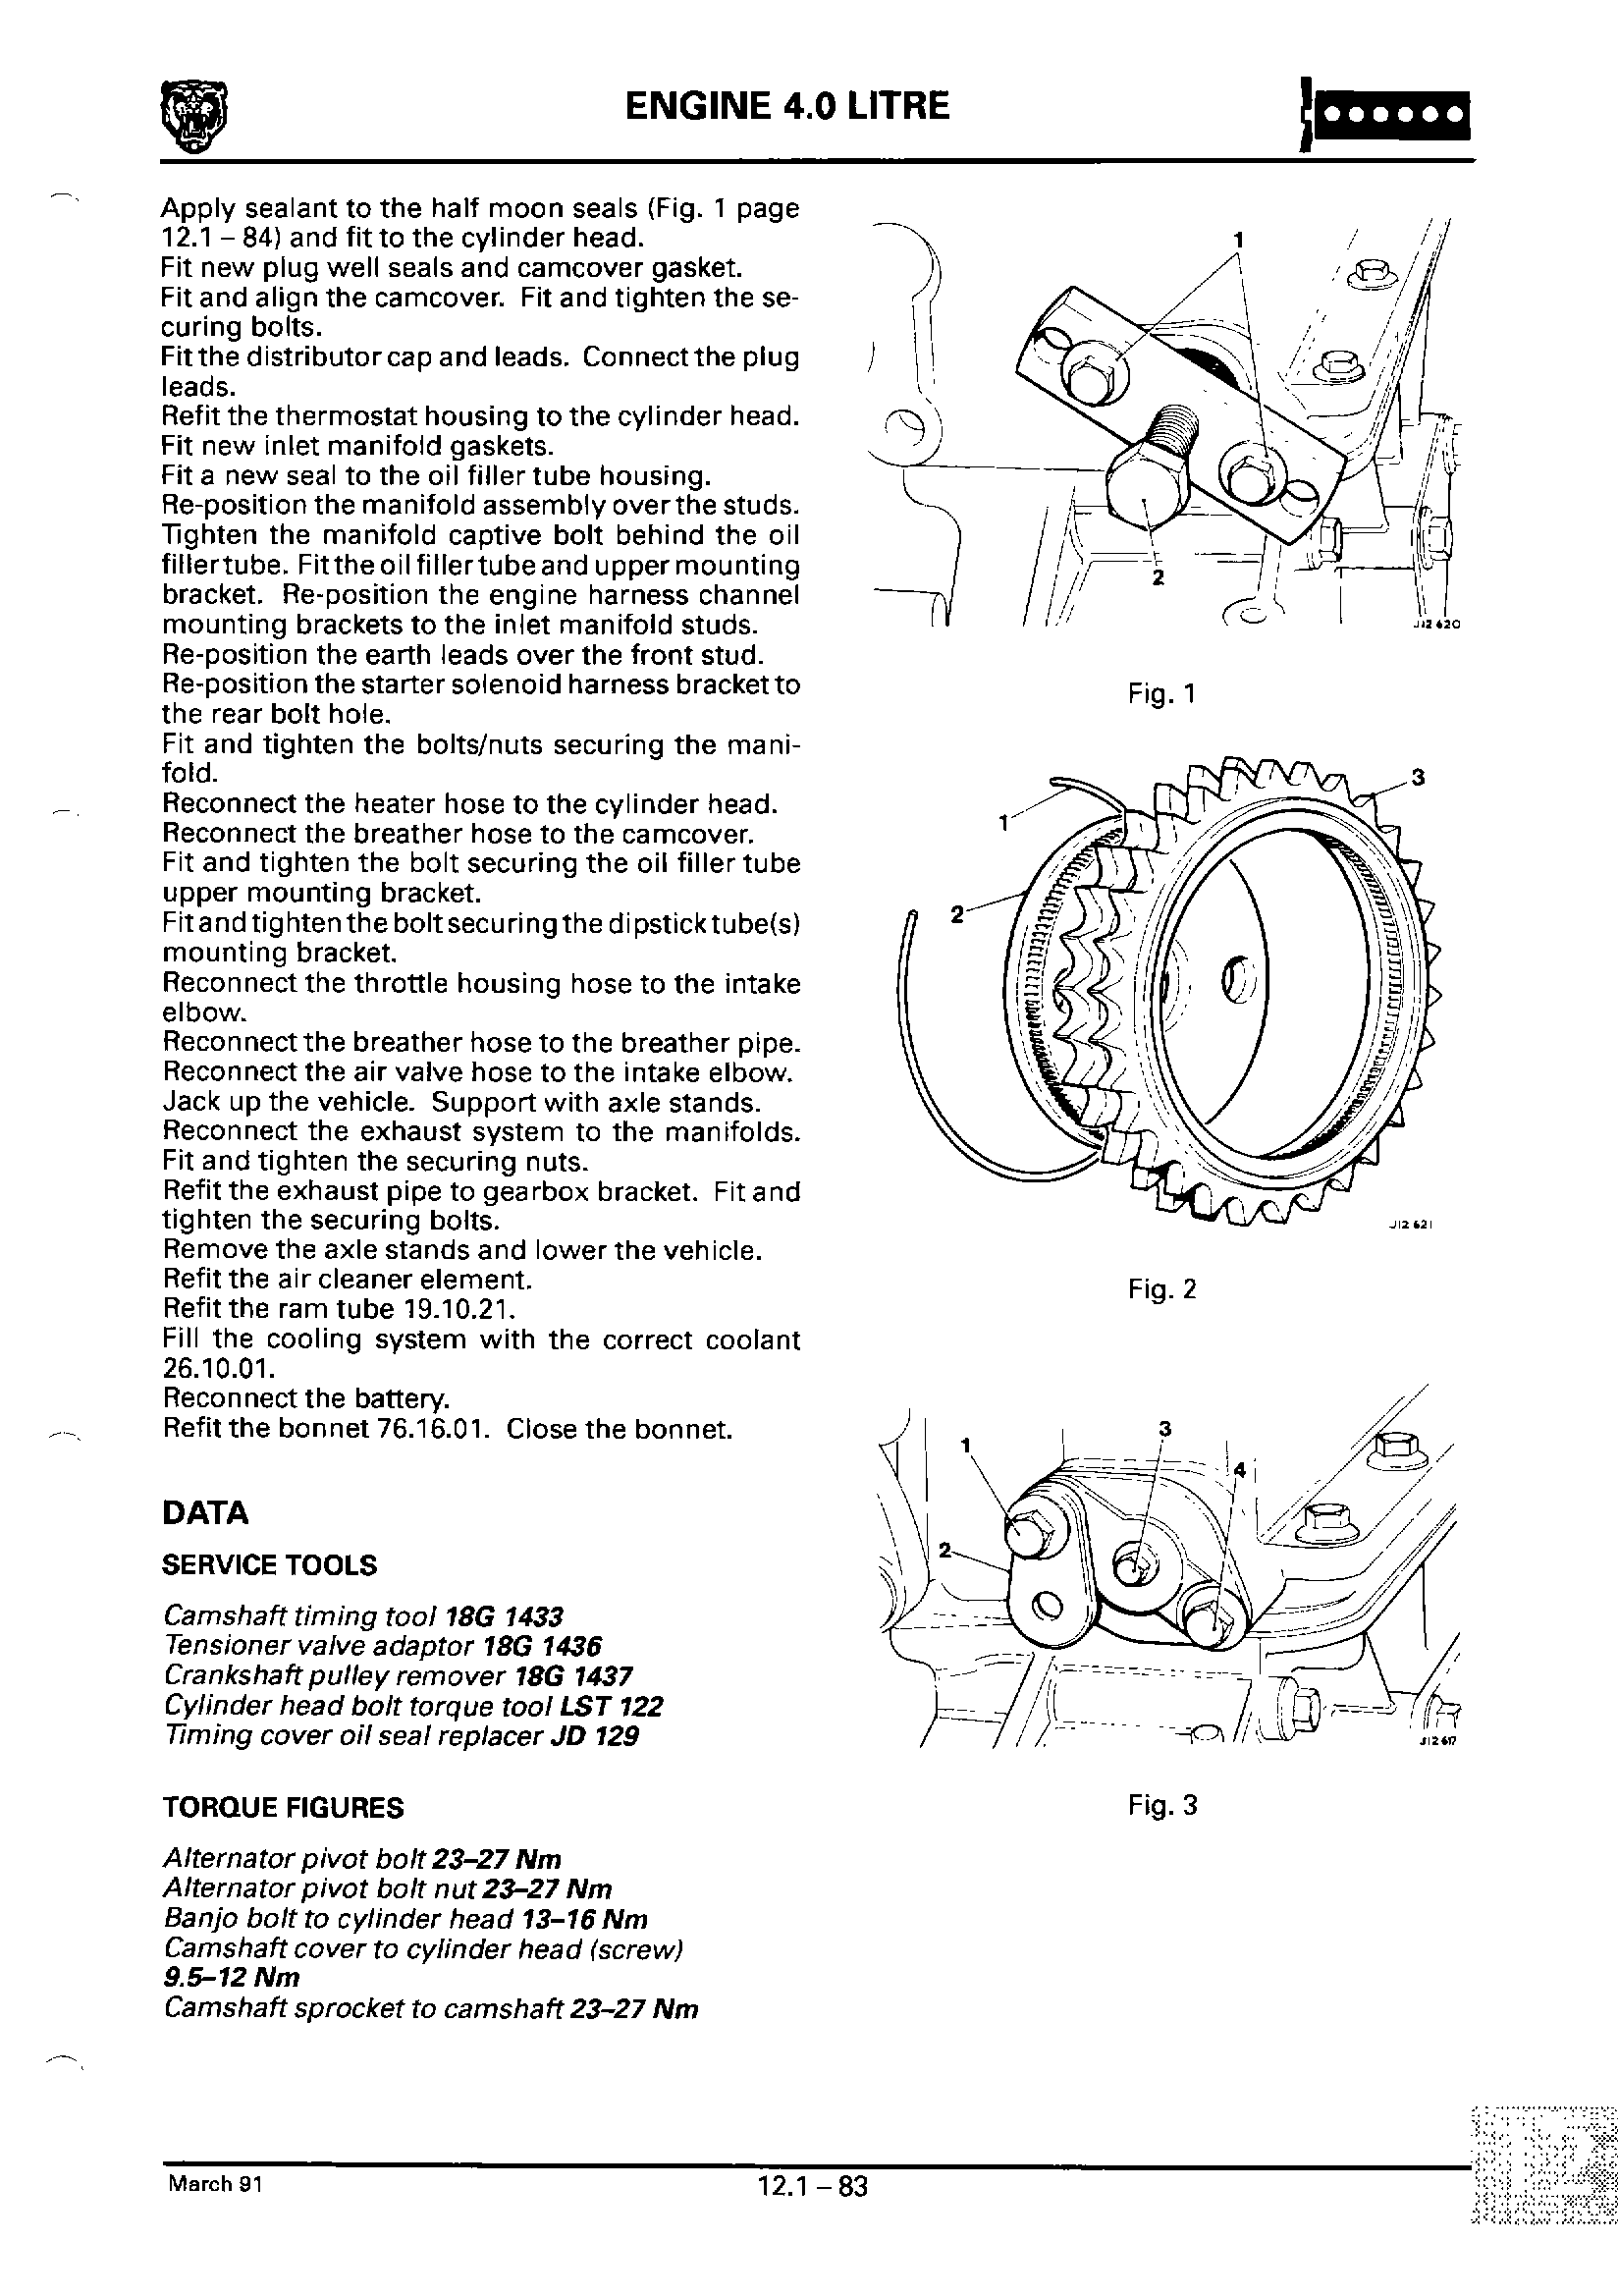 ENGINE 4.0 LITRE
Apply sealant to the half moon seals (Fig. 1 page
12.1 – 84) and fit to the cylinder head.
Fit new plug well seals and camcover gasket.
Fit and align the camcover. Fit and tighten the se-
curing bolts.
Fit the distributor cap and leads. Connect the plug
leads.
Refit the thermostat housing to the cylinder head.
Fit new inlet manifold gaskets.
Fit a new seal to the oil filler tube housing.
Re-position the manifold assembly over the studs.
Tighten the manifold captive bolt behind the oil
filler tube. Fit the oil filler tube and upper mounting
bracket. Re-position the engine harness channel
mounting brackets to the inlet manifold studs.
Re-position the earth leads over the front stud.
Re-position the starter solenoid harness bracket to
the rear bolt hole.
Fit and tighten the bolts/nuts securing the mani-
fold.
Reconnect the heater hose to the cylinder head.
Reconnect the breather hose to the camcover.
Fit and tighten the bolt securing the oil filler tube
upper mounting bracket.
Fit and tighten the bolt securing the dipstick tube(s)
mounting bracket.
Reconnect the throttle housing hose to the intake
elbow.
Reconnect the breather hose to the breather pipe.
Reconnect the air valve hose to the intake elbow.
Jack up the vehicle. Support with axle stands.
Reconnect the exhaust system to the manifolds.
Fit and tighten the securing nuts.
Refit the exhaust pipe to gearbox bracket. Fit and
tighten the securing bolts.
Remove the axle stands and lower the vehicle.
Refit the air cleaner element.
Refit the ram tube 19.10.21.
Fill the cooling system with the correct coolant
26.10.01.
Reconnect the battery.
Refit the bonnet 76.16.01. Close the bonnet.
DATA
SERVICE TOOLS
Camshaft timing tool 18G 1433
Tensioner valve adaptor 18G 1436
Crankshaft pulley remover 18G 1437
Cylinder head bolt torque tool LST 122
Timing cover oil seal replacer JD 129
TORQUE FIGURES
Alternator pivot bolt 23–27 Nm
Alternator pivot bolt nut 23–27 Nm
Banjo bolt to cylinder head 13–16 Nm
Camshaft cover to cylinder head (screw)
9.5–12 Nm
Camshaft sprocket to camshaft 23–27 Nm
1
2
J12 620
Fig. 1
1
2
3
J12 621
Fig. 2
1
2
3
4
J12 617
Fig. 3
March 91
12.1 – 83